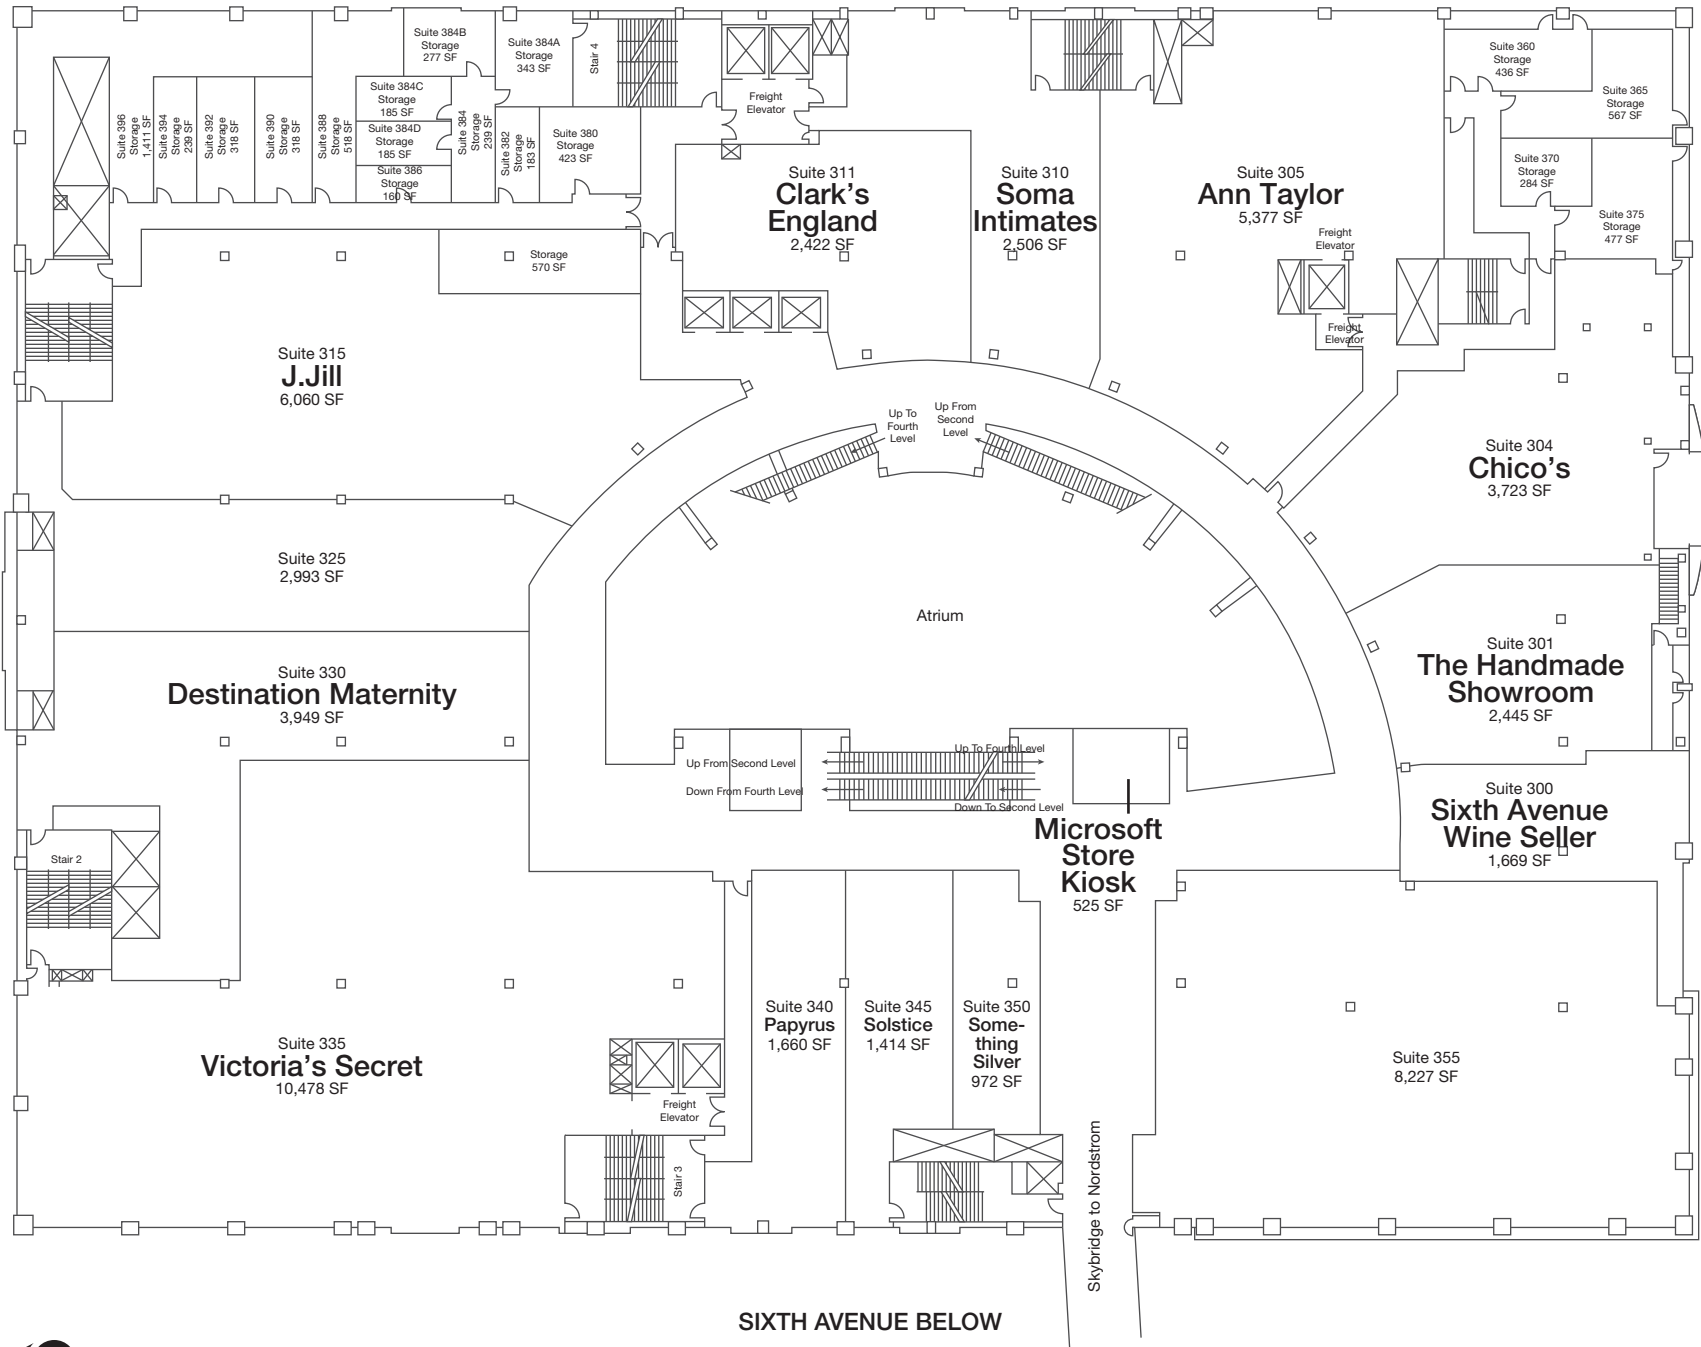 Suite 384B
Storage
277 SF
Suite 384A
Storage
343 SF
Stair 4
Freight
Elevator
Suite 360
Storage
436 SF
Suite 365
Storage
567 SF
Suite 396
Storage
1,411 SF
Suite 394
Storage
239 SF
Suite 392
Storage
318 SF
Suite 390
Storage
318 SF
Suite 388
Storage
518 SF
Suite 384C
Storage
185 SF
Suite 384D
Storage
185 SF
Suite 386
Storage
160 SF
Suite 384
Storage
239 SF
Suite 382
Storage
183 SF
Suite 380
Storage
423 SF
Suite 370
Storage
284 SF
Suite 375
Storage
477 SF
Suite 311
Clark's
England
2,422 SF
Suite 310
Soma
Intimates
2,506 SF
Suite 305
Ann Taylor
5,377 SF
Freight
Elevator
Storage
570 SF
Freight
Elevator
Suite 315
J.Jill
6,060 SF
Up To
Fourth
Level
Up From
Second
Level
Suite 304
Chico's
3,723 SF
Suite 325
2,993 SF
Atrium
Suite 330
Destination Maternity
3,949 SF
Suite 301
The Handmade
Showroom
2,445 SF
Up From Second Level
Up To Fourth Level
Down From Fourth Level
Down To Second Level
Microsoft
Store
Kiosk
525 SF
Suite 300
Sixth Avenue
Wine Seller
1,669 SF
Stair 2
Suite 335
Victoria's Secret
10,478 SF
Freight
Elevator
Stair 3
Suite 340
Papyrus
1,660 SF
Suite 345
Solstice
1,414 SF
Suite 350
Some-
thing
Silver
972 SF
Suite 355
8,227 SF
Skybridge to Nordstrom
SIXTH AVENUE BELOW